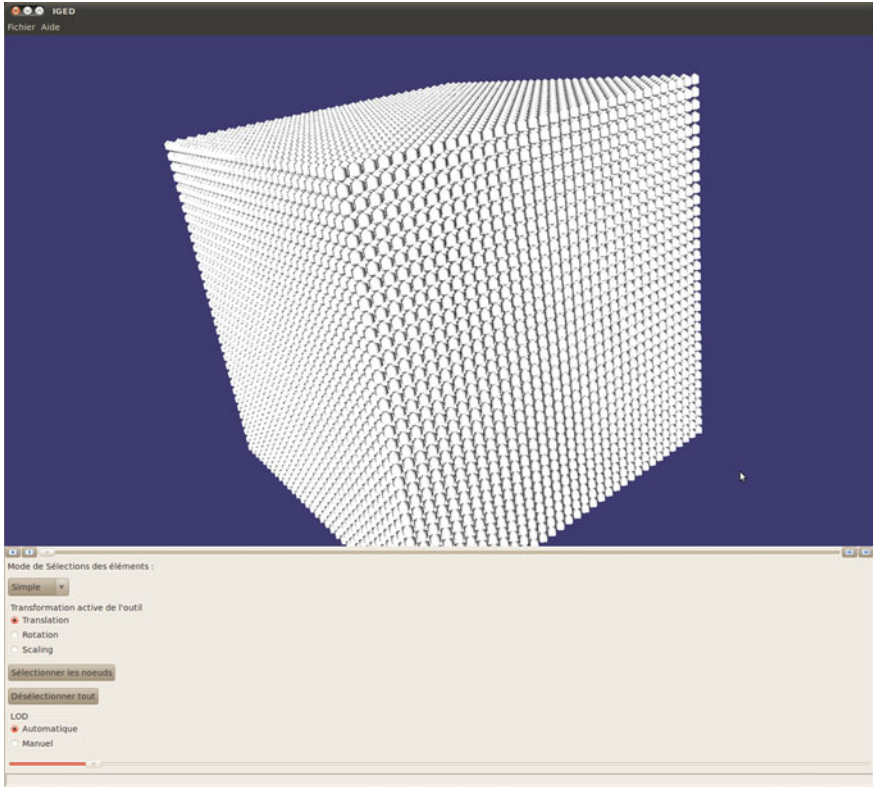 IGED
Fichier Aide
Mode de Sélections des éléments :
Simple
Transformation active de l'outil
Translation
Rotation
Scaling
Sélectionner les noeuds
Désélectionner tout
LOD
Automatique
Manuel